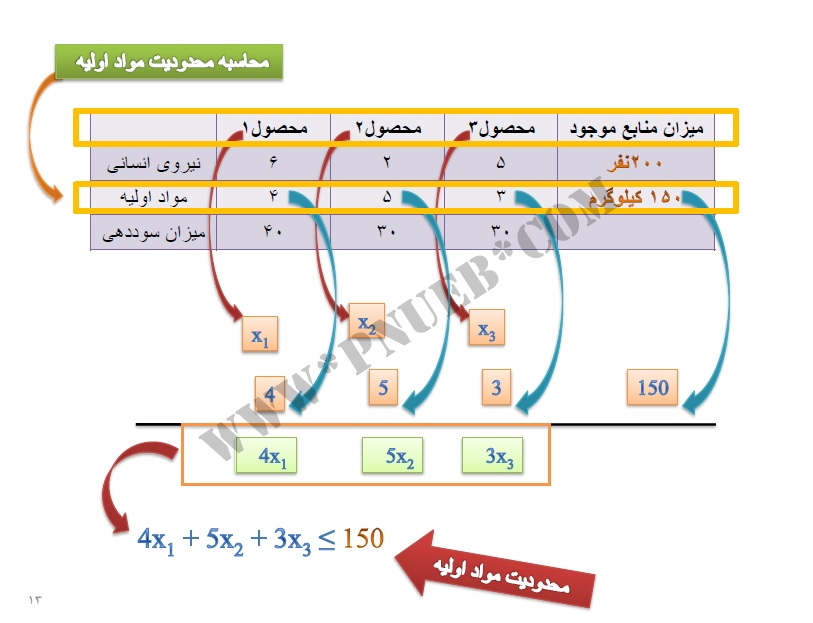 محاسبه محدودیت مواد اولیه
محصول۱ محصول۲ محصول۳ میزان منابع موجود
نیروی انسانی ۶ ۲ ۵ ۲۰۰نفر
مواد اولیه ۴ ۵ ۳ ۱۵۰ کیلوگرم
میزان سوددهی ۴۰ ۳۰ ۳۰
WWW*PNUEB*COM
x1 x2 x3
4 5 3 150
4x1 5x2 3x3
4x1 + 5x2 + 3x3 ≤ 150
محدودیت مواد اولیه
۱۳